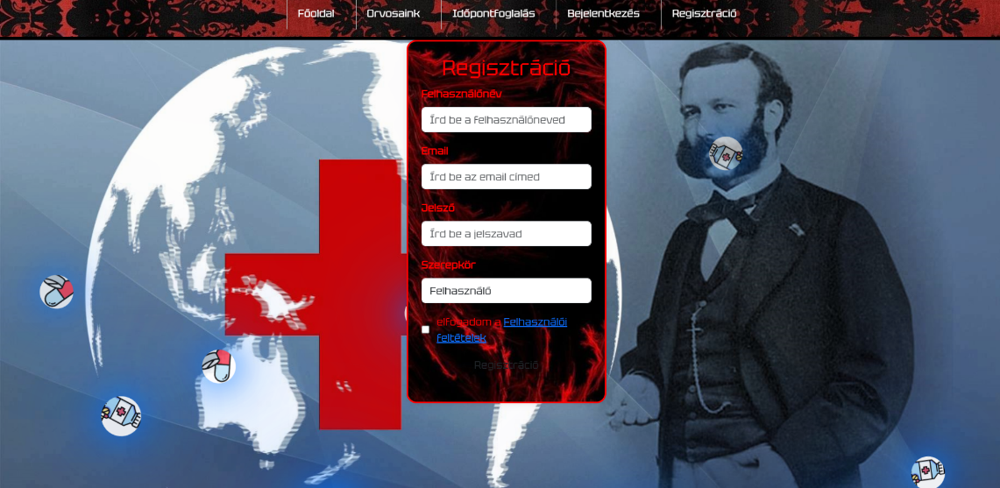 Főoldal
Orvosaink
Időpontfoglalás
Bejelentkezés
Regisztráció
Regisztráció
Felhasználónév
Írd be a felhasználóneved
Email
Írd be az email címed
Jelszó
Írd be a jelszavad
Szerepkör
Felhasználó
elfogadom a Felhasználói
feltételek
Regisztráció